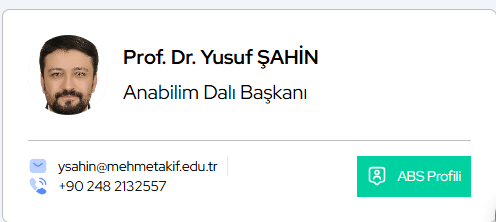 Prof. Dr. Yusuf ŞAHİN
Anabilim Dalı Başkanı
ysahin@mehmetakif.edu.tr
+90 248 2132557
ABS Profili